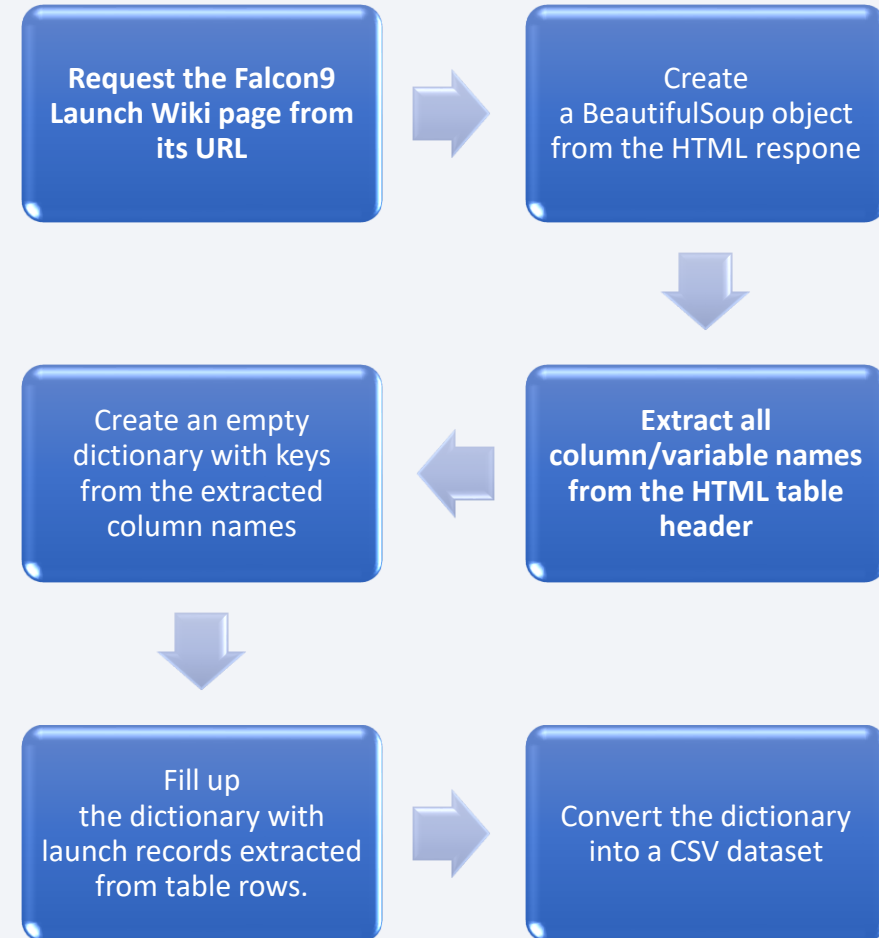 Request the Falcon9
Launch Wiki page from
its URL
Create
a BeautifulSoup object
from the HTML respone
Extract all
column/variable names
from the HTML table
header
Create an empty
dictionary with keys
from the extracted
column names
Fill up
the dictionary with
launch records extracted
from table rows.
Convert the dictionary
into a CSV dataset